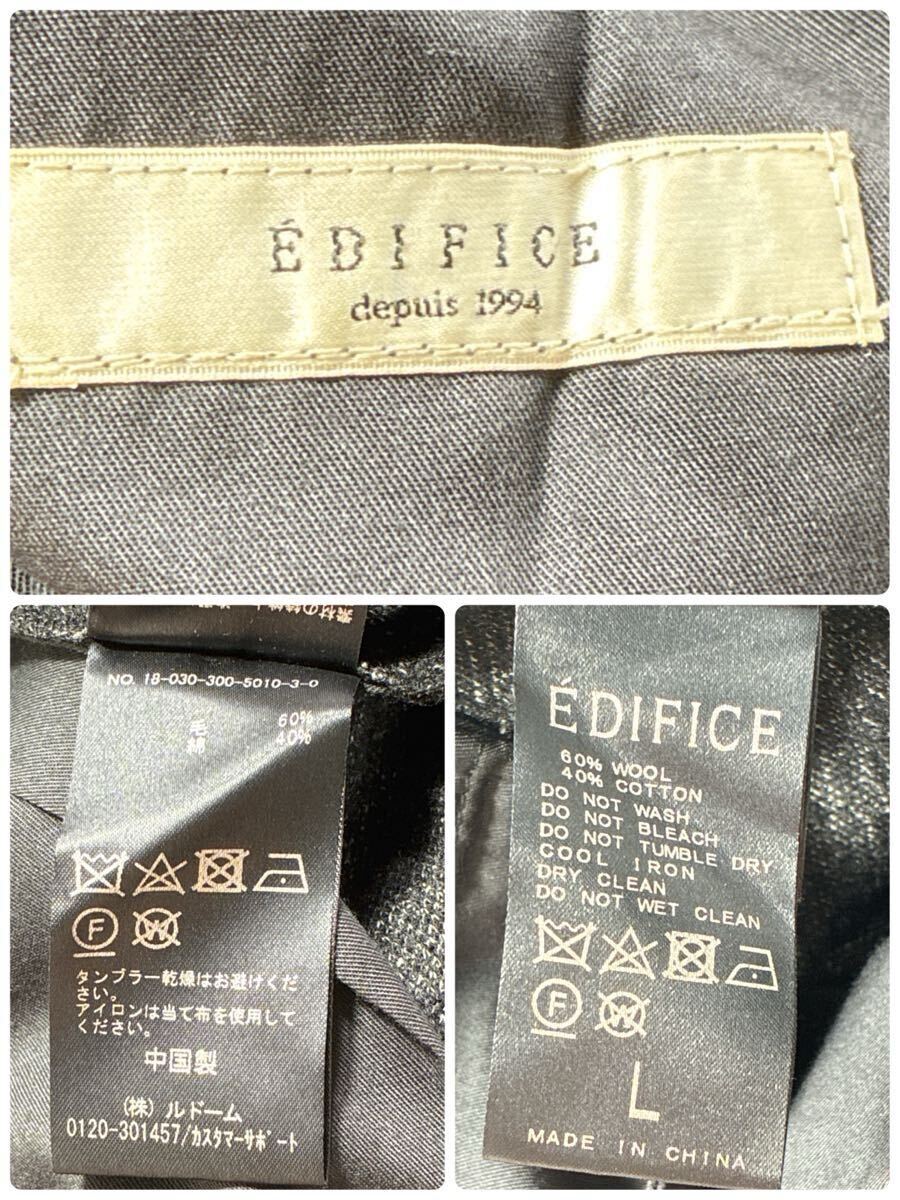 ÉDIFICE
depuis 1994
NO. 18-030-300-5010-3-0
毛 60%
綿 40%
F
W
タンブラー乾燥はお避けくだ
さい。
アイロンは当て布を使用して
ください。
中国製
(株) ルドーム
0120-301457/カスタマーサポート
ÉDIFICE
60% WOOL
40% COTTON
DO NOT WASH
DO NOT BLEACH
DO NOT TUMBLE DRY
COOL IRON
DRY CLEAN
DO NOT WET CLEAN
F
W
L
MADE IN CHINA